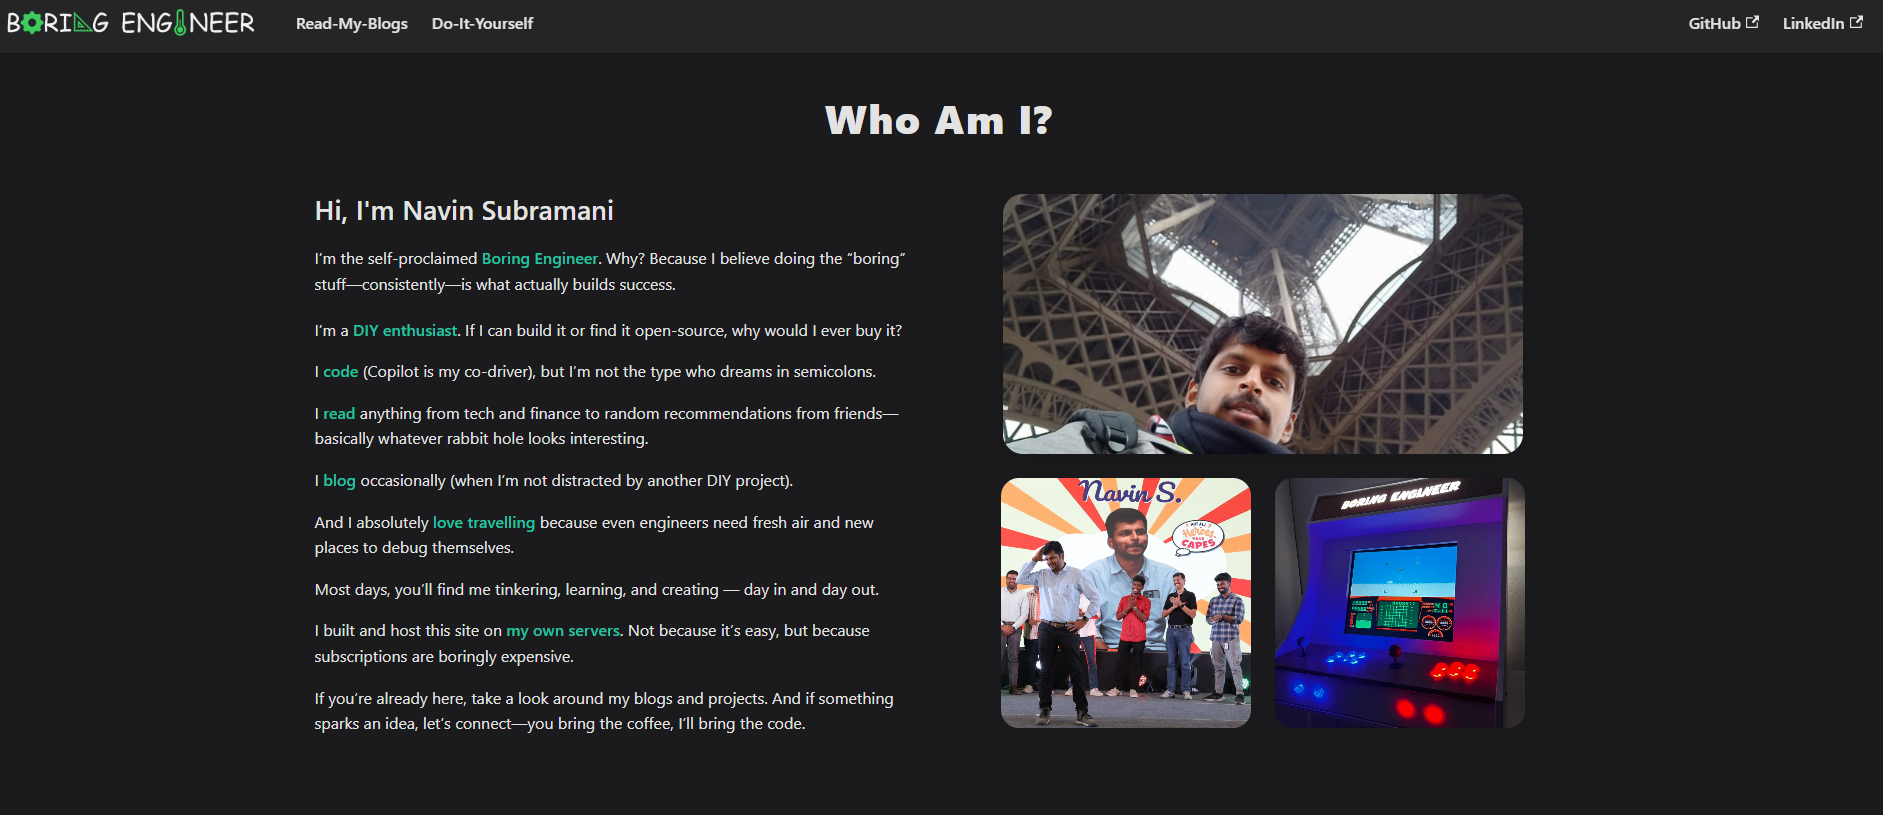 BORING ENGINEER
Read-My-Blogs
Do-It-Yourself
GitHub
LinkedIn
Who Am I?
Hi, I'm Navin Subramani
I’m the self-proclaimed Boring Engineer. Why? Because I believe doing the “boring”
stuff—consistently—is what actually builds success.
I’m a DIY enthusiast. If I can build it or find it open-source, why would I ever buy it?
I code (Copilot is my co-driver), but I’m not the type who dreams in semicolons.
I read anything from tech and finance to random recommendations from friends—
basically whatever rabbit hole looks interesting.
I blog occasionally (when I’m not distracted by another DIY project).
And I absolutely love travelling because even engineers need fresh air and new
places to debug themselves.
Most days, you’ll find me tinkering, learning, and creating — day in and day out.
I built and host this site on my own servers. Not because it’s easy, but because
subscriptions are boringly expensive.
If you’re already here, take a look around my blogs and projects. And if something
sparks an idea, let’s connect—you bring the coffee, I’ll bring the code.
Navin S.
NOT ALL
Heroes
WEAR
CAPES
BORING ENGINEER